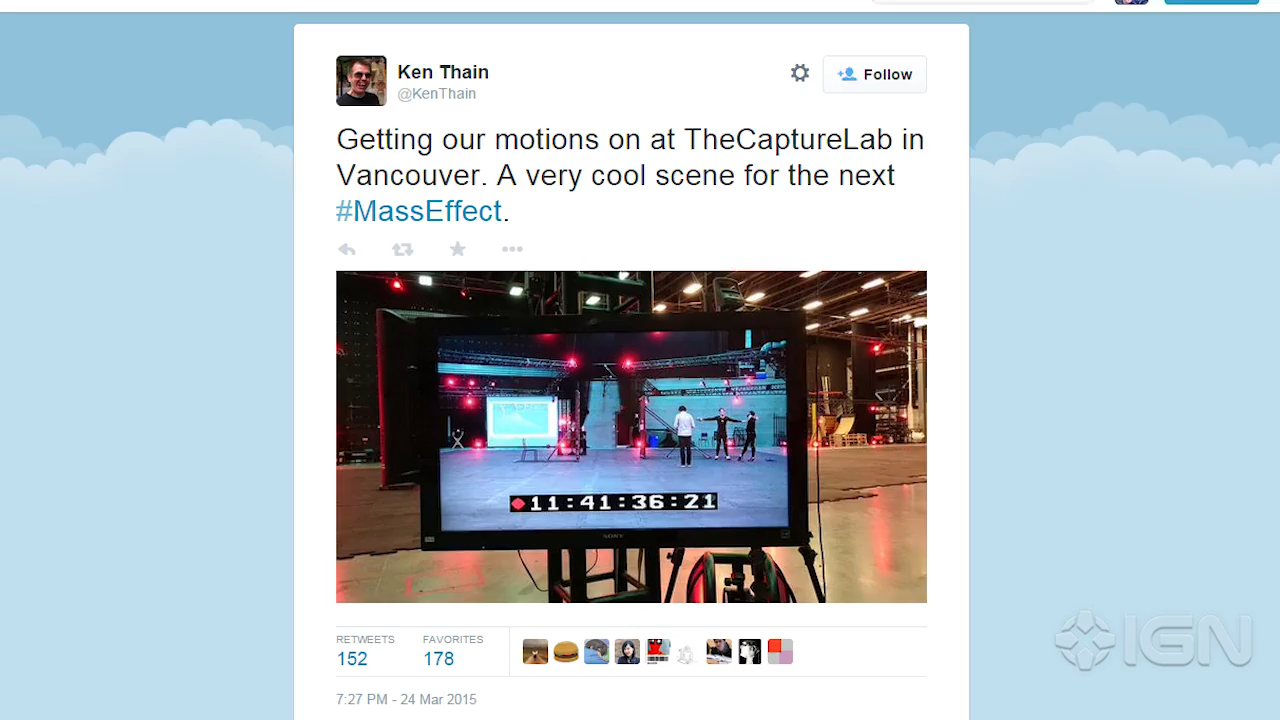 Ken Thain
@KenThain
Follow
Getting our motions on at TheCaptureLab in
Vancouver. A very cool scene for the next
#MassEffect.
11:41:36:21
SONY
RETWEETS
FAVORITES
152
178
7:27 PM - 24 Mar 2015
IGN